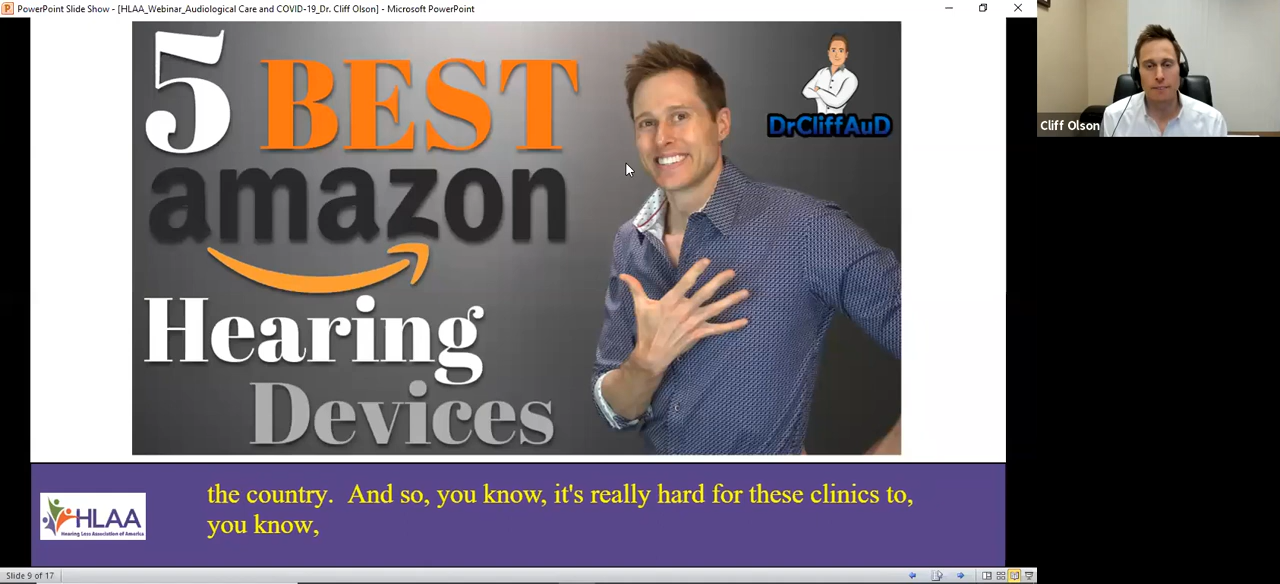 PowerPoint Slide Show - [HLAA_Webinar_Audiological Care and COVID-19_Dr. Cliff Olson] - Microsoft PowerPoint
5 BEST
amazon
Hearing
Devices
DrCliffAuD
Cliff Olson
the country. And so, you know, it's really hard for these clinics to,
you know,
HLAA
Hearing Loss Association of America
Slide 9 of 17